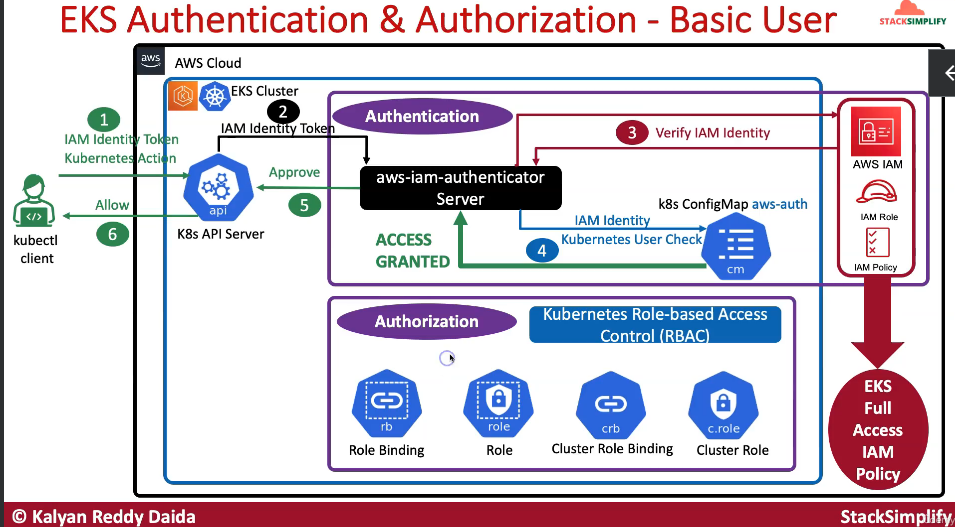 EKS Authentication & Authorization - Basic User
STACKSIMPLIFY
aws
AWS Cloud
EKS Cluster
1
2
IAM Identity Token
Kubernetes Action
IAM Identity Token
Authentication
3
Verify IAM Identity
AWS IAM
IAM Role
IAM Policy
api
K8s API Server
Approve
5
aws-iam-authenticator
Server
k8s ConfigMap aws-auth
Allow
6
kubectl
client
ACCESS
GRANTED
4
IAM Identity
Kubernetes User Check
cm
Authorization
Kubernetes Role-based Access
Control (RBAC)
rb
role
crb
c.role
Role Binding
Role
Cluster Role Binding
Cluster Role
EKS
Full
Access
IAM
Policy
© Kalyan Reddy Daida
StackSimplify